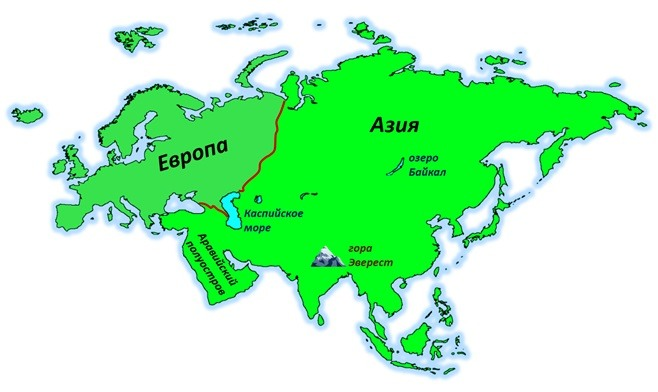 Азия
Европа
озеро
Байкал
Каспийское
море
Аравийский
полуостров
гора
Эверест